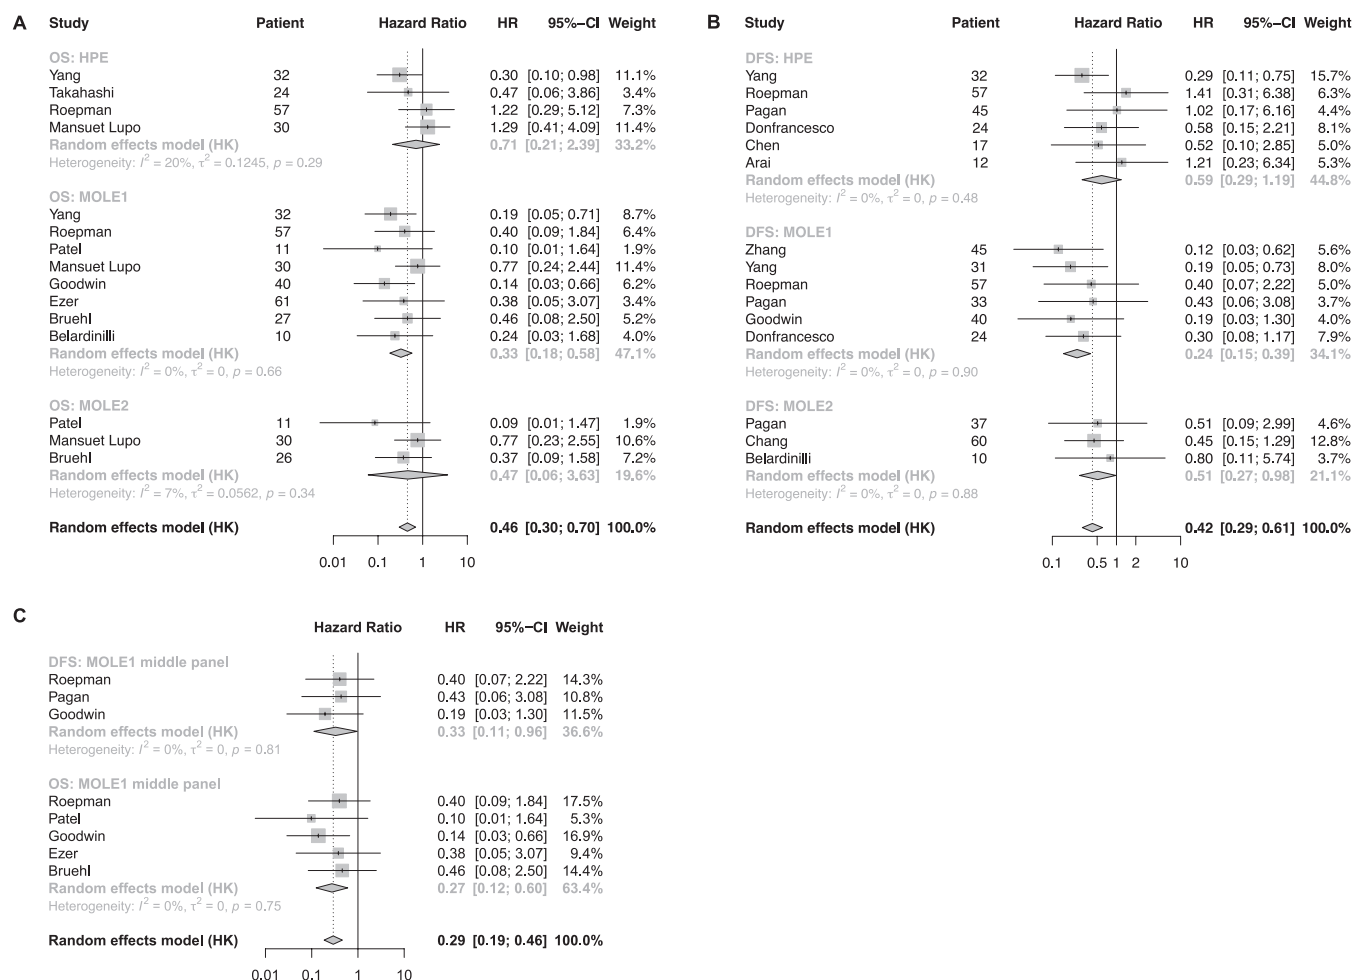 A Study Patient Hazard Ratio HR 95%−CI Weight
OS: HPE
Yang 32 0.30 [0.10; 0.98] 11.1%
Takahashi 24 0.47 [0.06; 3.86] 3.4%
Roepman 57 1.22 [0.29; 5.12] 7.3%
Mansuet Lupo 30 1.29 [0.41; 4.09] 11.4%
Random effects model (HK) 0.71 [0.21; 2.39] 33.2%
Heterogeneity: I² = 20%, τ² = 0.1245, p = 0.29
OS: MOLE1
Yang 32 0.19 [0.05; 0.71] 8.7%
Roepman 57 0.40 [0.09; 1.84] 6.4%
Patel 11 0.10 [0.01; 1.64] 1.9%
Mansuet Lupo 30 0.77 [0.24; 2.44] 11.4%
Goodwin 40 0.14 [0.03; 0.66] 6.2%
Ezer 61 0.38 [0.05; 3.07] 3.4%
Bruehl 27 0.46 [0.08; 2.50] 5.2%
Belardinilli 10 0.24 [0.03; 1.68] 4.0%
Random effects model (HK) 0.33 [0.18; 0.58] 47.1%
Heterogeneity: I² = 0%, τ² = 0, p = 0.66
OS: MOLE2
Patel 11 0.09 [0.01; 1.47] 1.9%
Mansuet Lupo 30 0.77 [0.23; 2.55] 10.6%
Bruehl 26 0.37 [0.09; 1.58] 7.2%
Random effects model (HK) 0.47 [0.06; 3.63] 19.6%
Heterogeneity: I² = 7%, τ² = 0.0562, p = 0.34
Random effects model (HK) 0.46 [0.30; 0.70] 100.0%
0.01 0.1 1 10
B Study Patient Hazard Ratio HR 95%−CI Weight
DFS: HPE
Yang 32 0.29 [0.11; 0.75] 15.7%
Roepman 57 1.41 [0.31; 6.38] 6.3%
Pagan 45 1.02 [0.17; 6.16] 4.4%
Donfrancesco 24 0.58 [0.15; 2.21] 8.1%
Chen 17 0.52 [0.10; 2.85] 5.0%
Arai 12 1.21 [0.23; 6.34] 5.3%
Random effects model (HK) 0.59 [0.29; 1.19] 44.8%
Heterogeneity: I² = 0%, τ² = 0, p = 0.48
DFS: MOLE1
Zhang 45 0.12 [0.03; 0.62] 5.6%
Yang 31 0.19 [0.05; 0.73] 8.0%
Roepman 57 0.40 [0.07; 2.22] 5.0%
Pagan 33 0.43 [0.06; 3.08] 3.7%
Goodwin 40 0.19 [0.03; 1.30] 4.0%
Donfrancesco 24 0.30 [0.08; 1.17] 7.9%
Random effects model (HK) 0.24 [0.15; 0.39] 34.1%
Heterogeneity: I² = 0%, τ² = 0, p = 0.90
DFS: MOLE2
Pagan 37 0.51 [0.09; 2.99] 4.6%
Chang 60 0.45 [0.15; 1.29] 12.8%
Belardinilli 10 0.80 [0.11; 5.74] 3.7%
Random effects model (HK) 0.51 [0.27; 0.98] 21.1%
Heterogeneity: I² = 0%, τ² = 0, p = 0.88
Random effects model (HK) 0.42 [0.29; 0.61] 100.0%
0.1 0.5 1 2 10
C Hazard Ratio HR 95%−CI Weight
DFS: MOLE1 middle panel
Roepman 0.40 [0.07; 2.22] 14.3%
Pagan 0.43 [0.06; 3.08] 10.8%
Goodwin 0.19 [0.03; 1.30] 11.5%
Random effects model (HK) 0.33 [0.11; 0.96] 36.6%
Heterogeneity: I² = 0%, τ² = 0, p = 0.81
OS: MOLE1 middle panel
Roepman 0.40 [0.09; 1.84] 17.5%
Patel 0.10 [0.01; 1.64] 5.3%
Goodwin 0.14 [0.03; 0.66] 16.9%
Ezer 0.38 [0.05; 3.07] 9.4%
Bruehl 0.46 [0.08; 2.50] 14.4%
Random effects model (HK) 0.27 [0.12; 0.60] 63.4%
Heterogeneity: I² = 0%, τ² = 0, p = 0.75
Random effects model (HK) 0.29 [0.19; 0.46] 100.0%
0.01 0.1 1 10